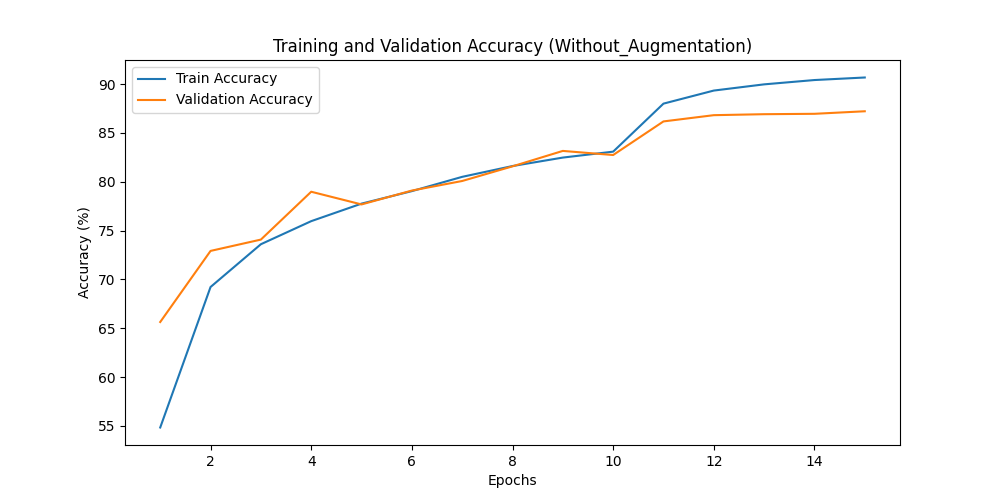 Training and Validation Accuracy (Without_Augmentation)
Train Accuracy
Validation Accuracy
90
85
80
75
70
65
60
55
Accuracy (%)
2 4 6 8 10 12 14
Epochs